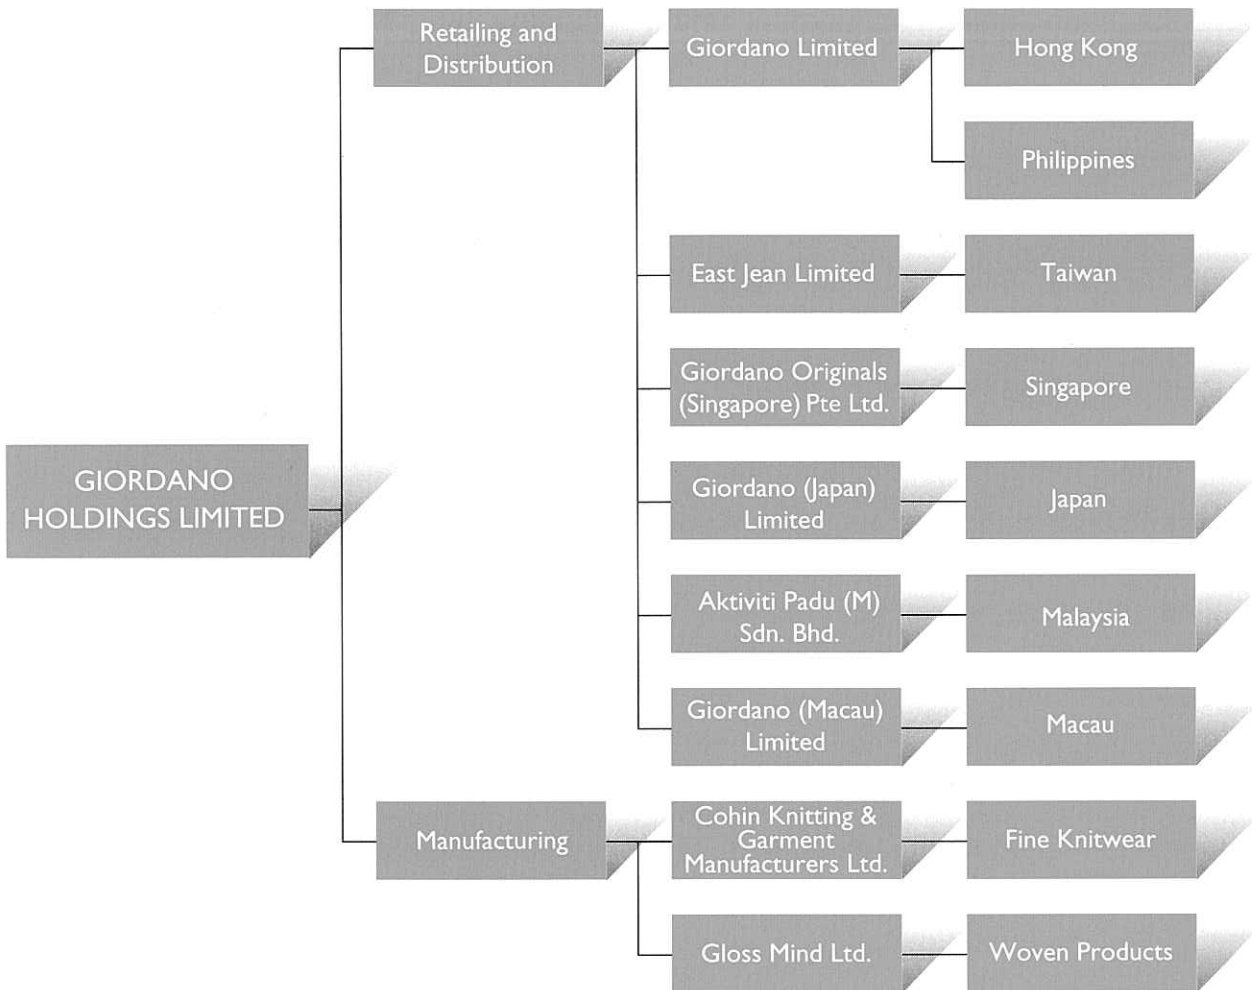 Retailing and
Distribution
Giordano Limited
Hong Kong
Philippines
East Jean Limited
Taiwan
Giordano Originals
(Singapore) Pte Ltd.
Singapore
GIORDANO
HOLDINGS LIMITED
Giordano (Japan)
Limited
Japan
Aktiviti Padu (M)
Sdn. Bhd.
Malaysia
Giordano (Macau)
Limited
Macau
Manufacturing
Cohin Knitting &
Garment
Manufacturers Ltd.
Fine Knitwear
Gloss Mind Ltd.
Woven Products